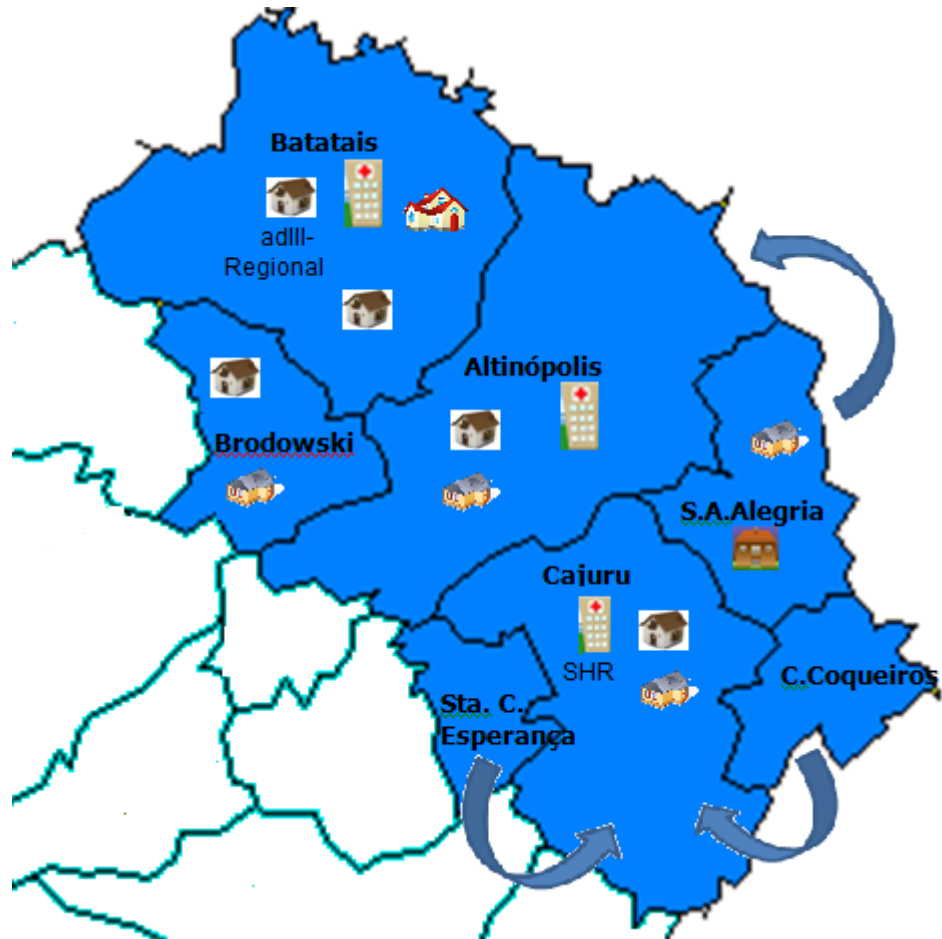 Batatais
adIII-
Regional
Altinópolis
Brodowski
S.A.Alegria
Cajuru
SHR
C.Coqueiros
Sta. C.
Esperança